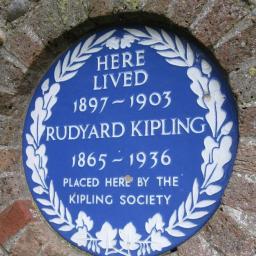 HERE
LIVED
1897~1903
RUDYARD KIPLING
1865~1936
PLACED HERE BY THE
KIPLING SOCIETY